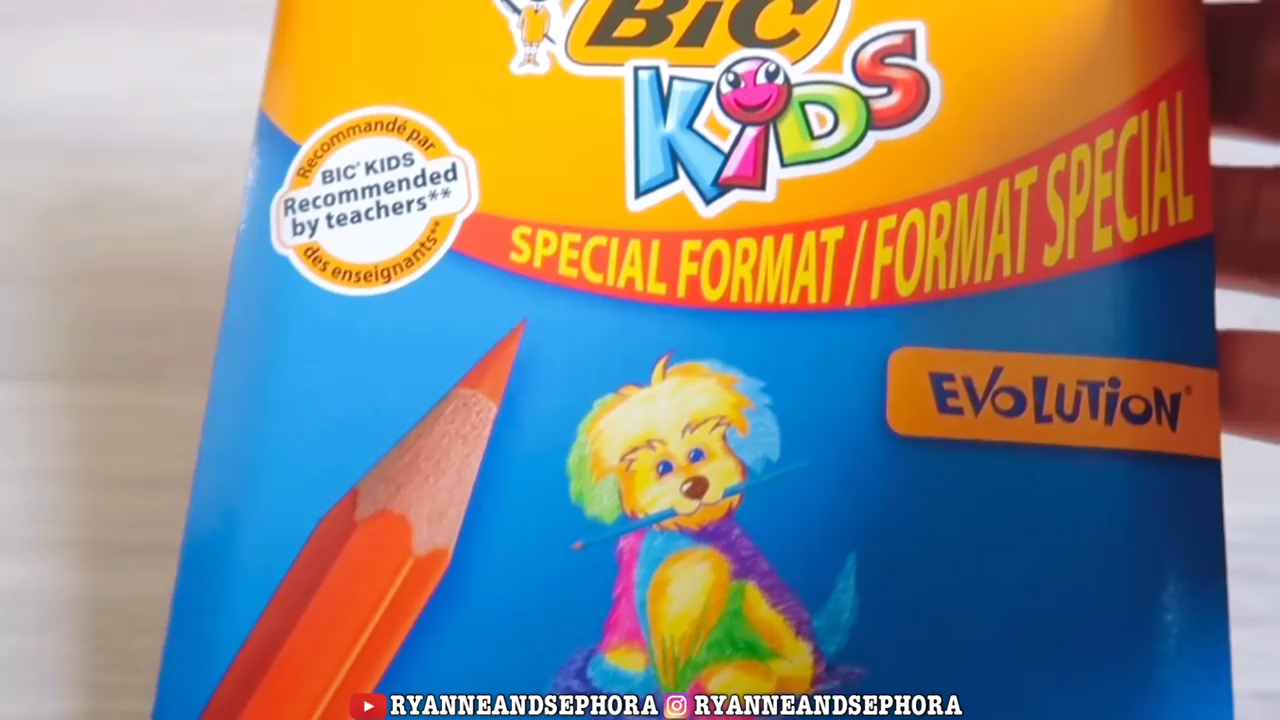 BiC
KiDS
Recommandé par
BIC® KIDS
Recommended
by teachers**
des enseignants**
SPECIAL FORMAT / FORMAT SPECIAL
EVOLUTiON®
RYANNEANDSEPHORA RYANNEANDSEPHORA